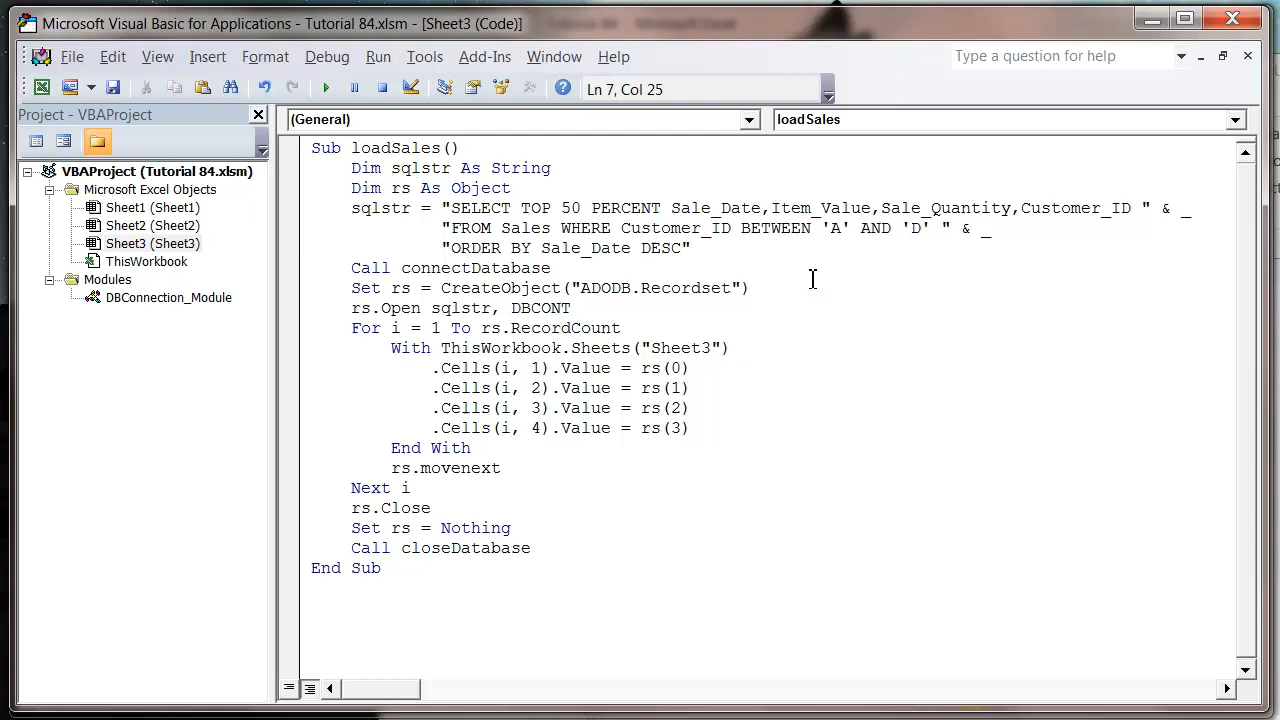 Microsoft Visual Basic for Applications - Tutorial 84.xlsm - [Sheet3 (Code)]
File Edit View Insert Format Debug Run Tools Add-Ins Window Help
Type a question for help
Ln 7, Col 25
Project - VBAProject
(General)
loadSales
VBAProject (Tutorial 84.xlsm)
Microsoft Excel Objects
Sheet1 (Sheet1)
Sheet2 (Sheet2)
Sheet3 (Sheet3)
ThisWorkbook
Modules
DBConnection_Module
Sub loadSales()
Dim sqlstr As String
Dim rs As Object
sqlstr = "SELECT TOP 50 PERCENT Sale_Date,Item_Value,Sale_Quantity,Customer_ID " & _
"FROM Sales WHERE Customer_ID BETWEEN 'A' AND 'D' " & _
"ORDER BY Sale_Date DESC"
Call connectDatabase
Set rs = CreateObject("ADODB.Recordset")
rs.Open sqlstr, DBCONT
For i = 1 To rs.RecordCount
With ThisWorkbook.Sheets("Sheet3")
.Cells(i, 1).Value = rs(0)
.Cells(i, 2).Value = rs(1)
.Cells(i, 3).Value = rs(2)
.Cells(i, 4).Value = rs(3)
End With
rs.movenext
Next i
rs.Close
Set rs = Nothing
Call closeDatabase
End Sub